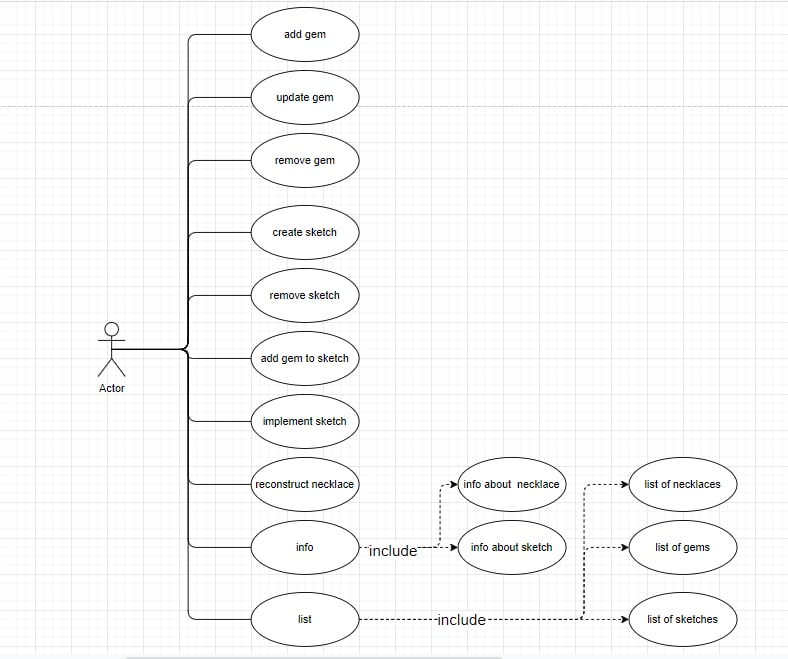 add gem
update gem
remove gem
create sketch
remove sketch
add gem to sketch
Actor
implement sketch
reconstruct necklace
info about  necklace
list of necklaces
info
include
info about sketch
list of gems
list
include
list of sketches